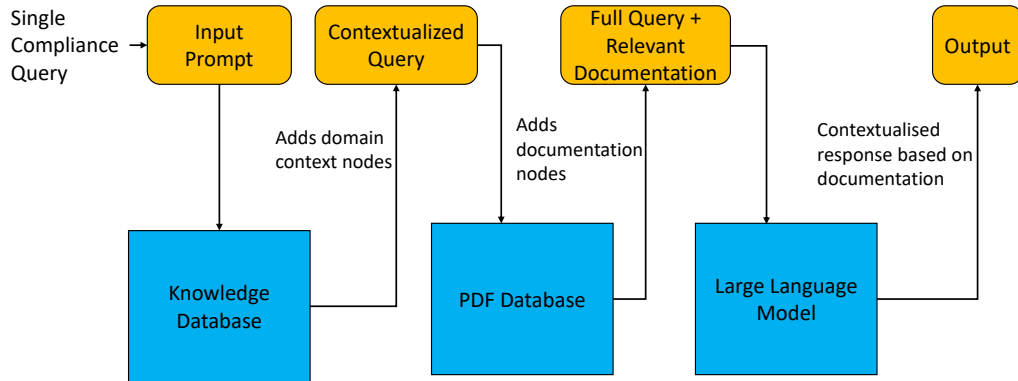 Single
Compliance
Query
Input
Prompt
Contextualized
Query
Full Query +
Relevant
Documentation
Output
Adds domain
context nodes
Adds
documentation
nodes
Contextualised
response based on
documentation
Knowledge
Database
PDF Database
Large Language
Model